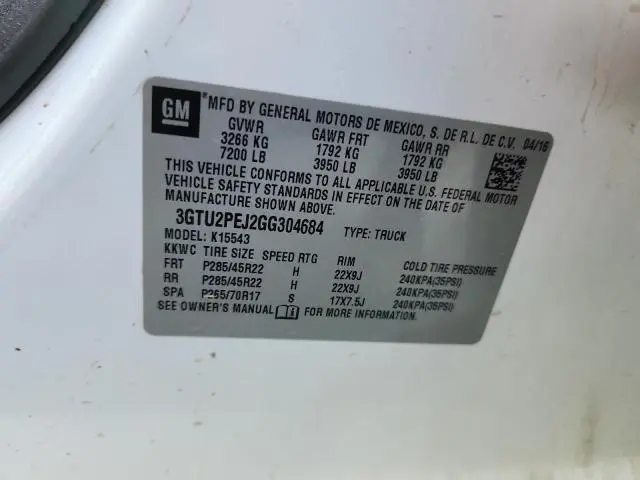 GM
*MFD BY GENERAL MOTORS DE MEXICO, S. DE R.L. DE C.V. 04/16
GVWR GAWR FRT GAWR RR
3266 KG 1792 KG 1792 KG
7200 LB 3950 LB 3950 LB
THIS VEHICLE CONFORMS TO ALL APPLICABLE U.S. FEDERAL MOTOR
VEHICLE SAFETY STANDARDS IN EFFECT ON THE DATE OF
MANUFACTURE SHOWN ABOVE.
3GTU2PEJ2GG304684 TYPE: TRUCK
MODEL: K15543
KKWC TIRE SIZE SPEED RTG RIM COLD TIRE PRESSURE
FRT P285/45R22 H 22X9J 240KPA(35PSI)
RR P285/45R22 H 22X9J 240KPA(35PSI)
SPA P265/70R17 S 17X7.5J 240KPA(35PSI)
SEE OWNER'S MANUAL FOR MORE INFORMATION.